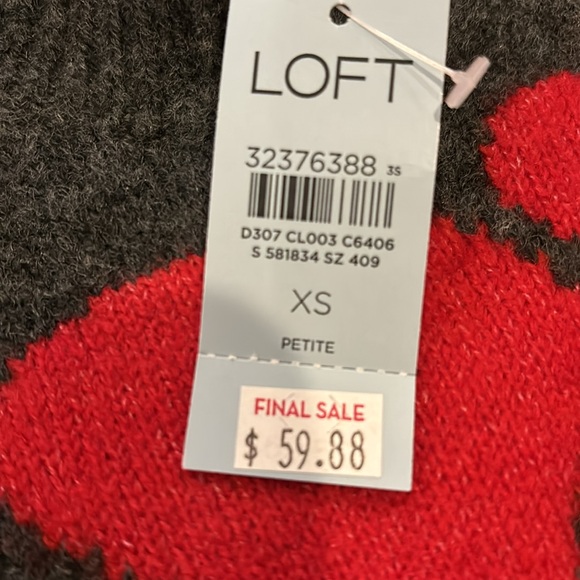 LOFT
32376388 3S
D307 CL003 C6406
S 581834 SZ 409
XS
PETITE
FINAL SALE
$ 59.88